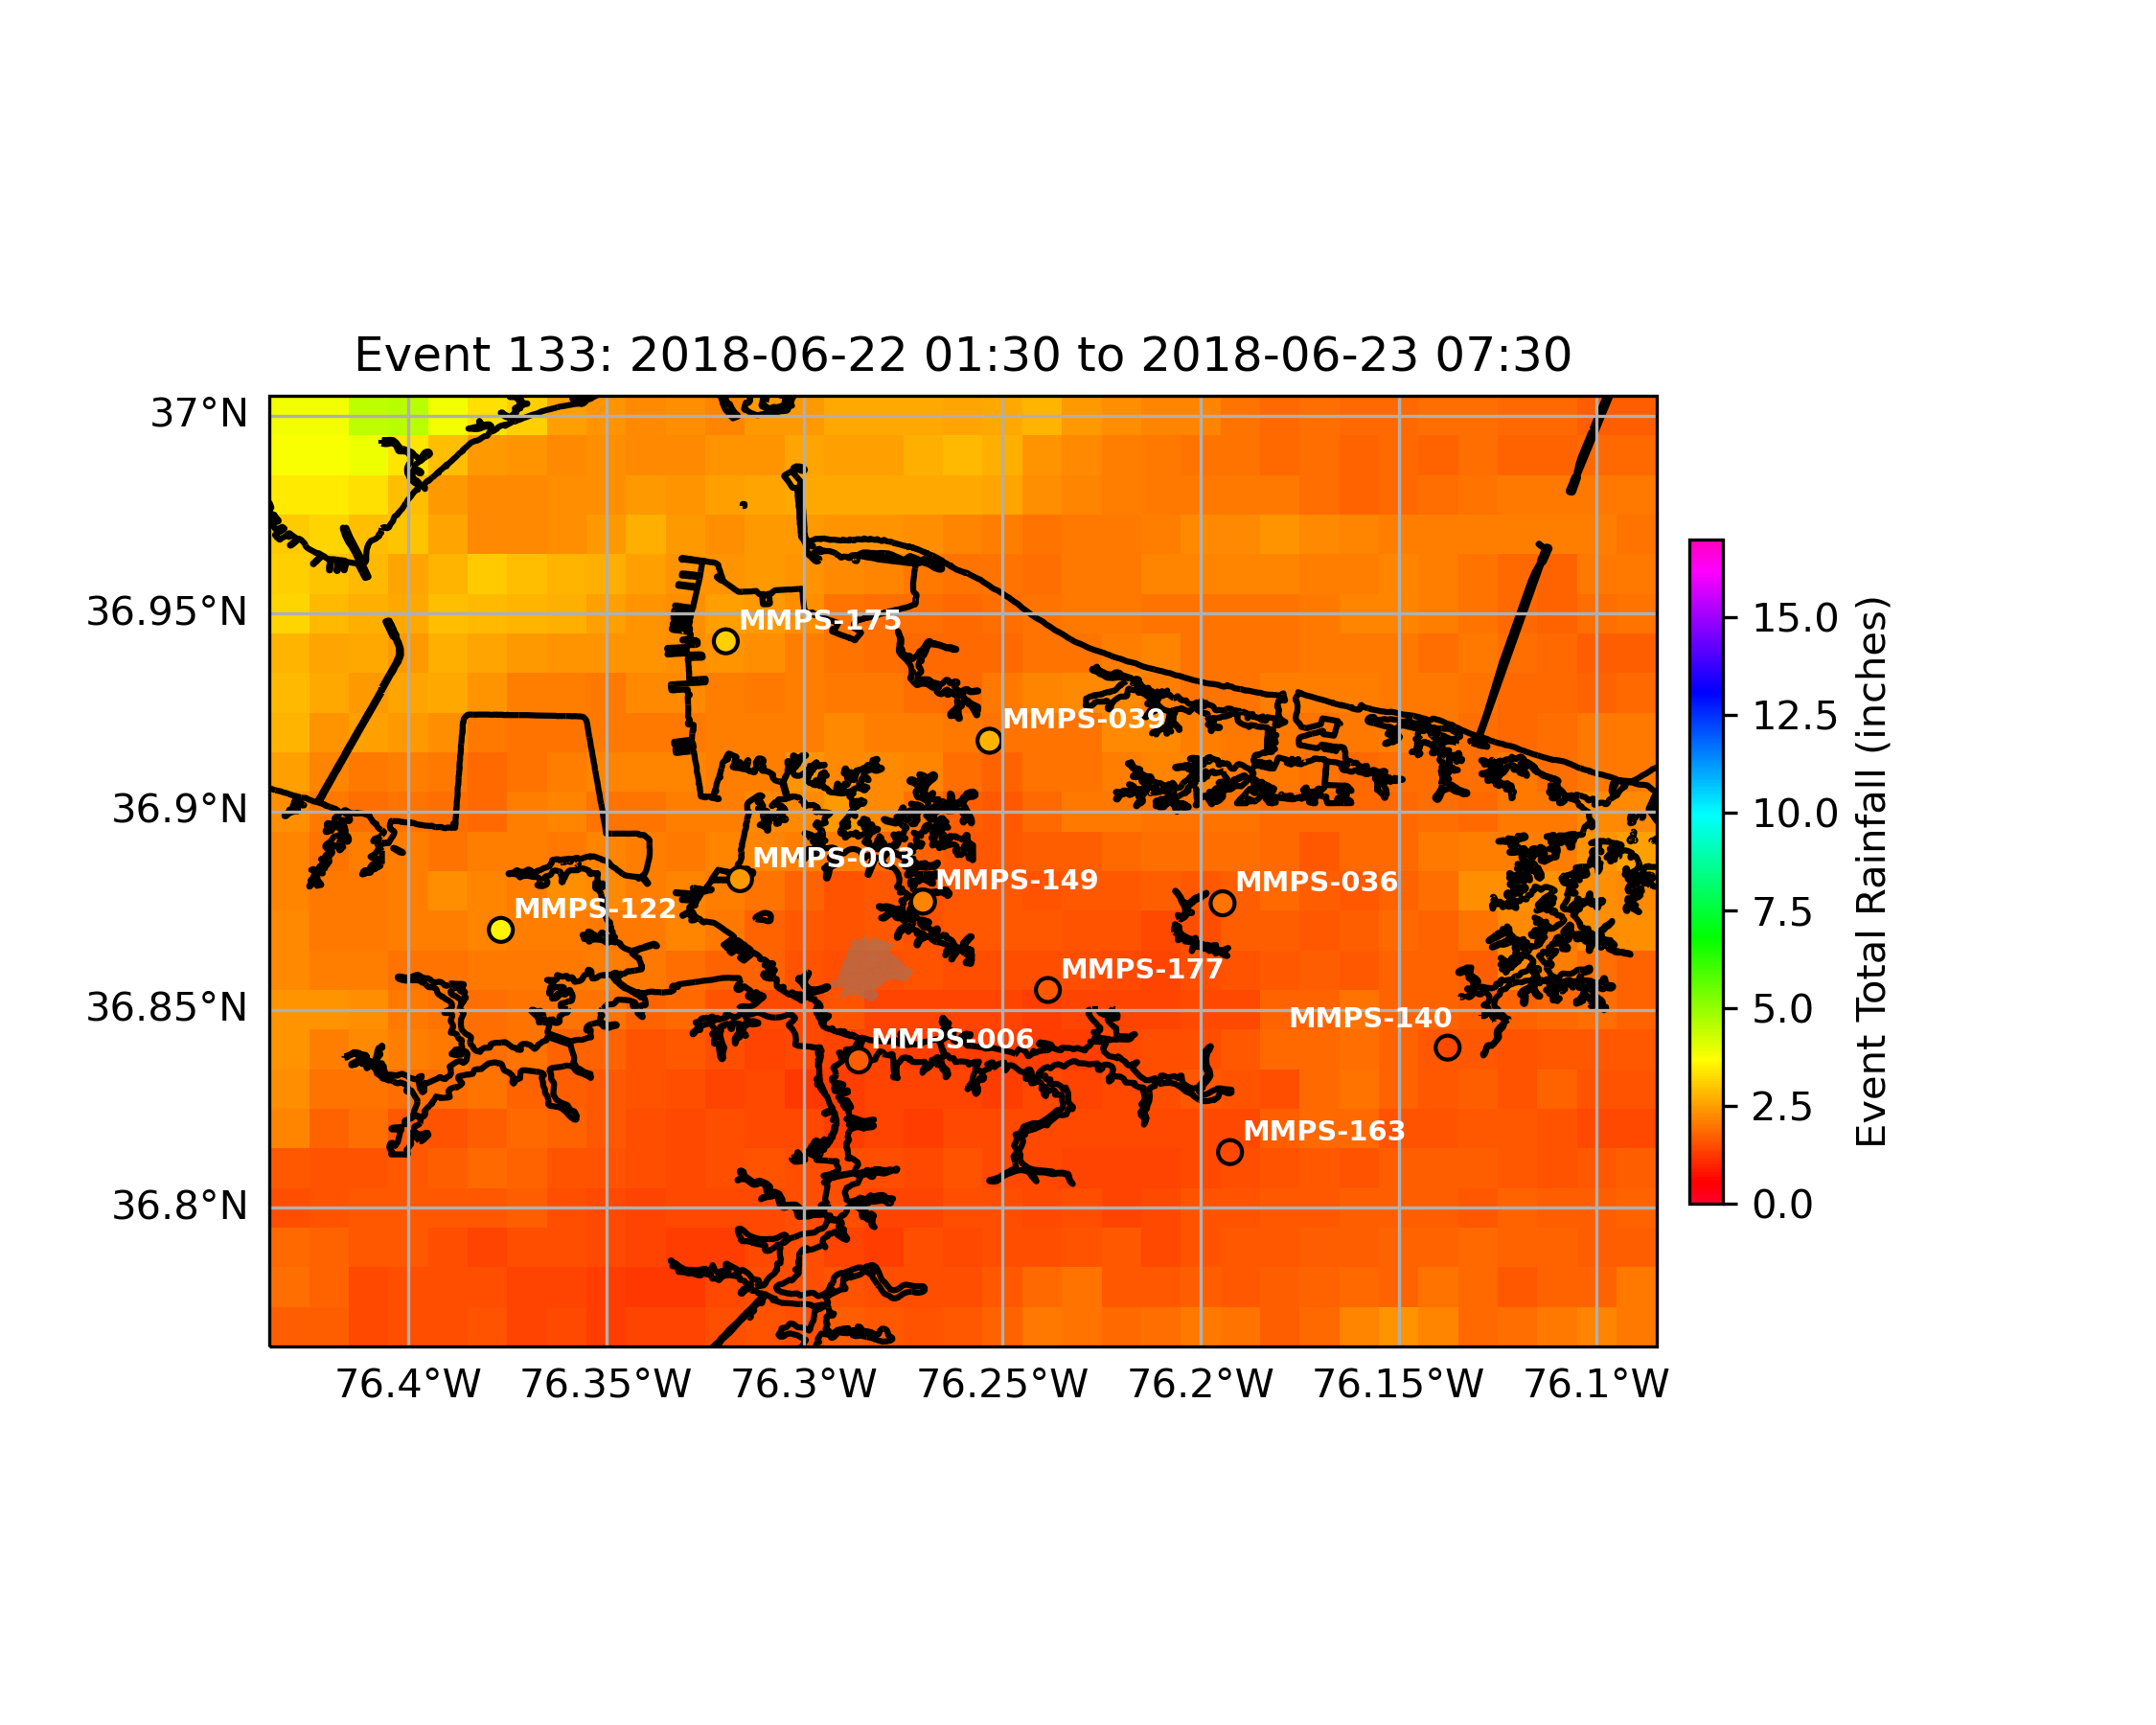 Event 133: 2018-06-22 01:30 to 2018-06-23 07:30
37°N
36.95°N
36.9°N
36.85°N
36.8°N
MMPS-175
MMPS-039
MMPS-003
MMPS-149
MMPS-036
MMPS-122
MMPS-177
MMPS-140
MMPS-006
MMPS-163
76.4°W
76.35°W
76.3°W
76.25°W
76.2°W
76.15°W
76.1°W
15.0
12.5
10.0
7.5
5.0
2.5
0.0
Event Total Rainfall (inches)